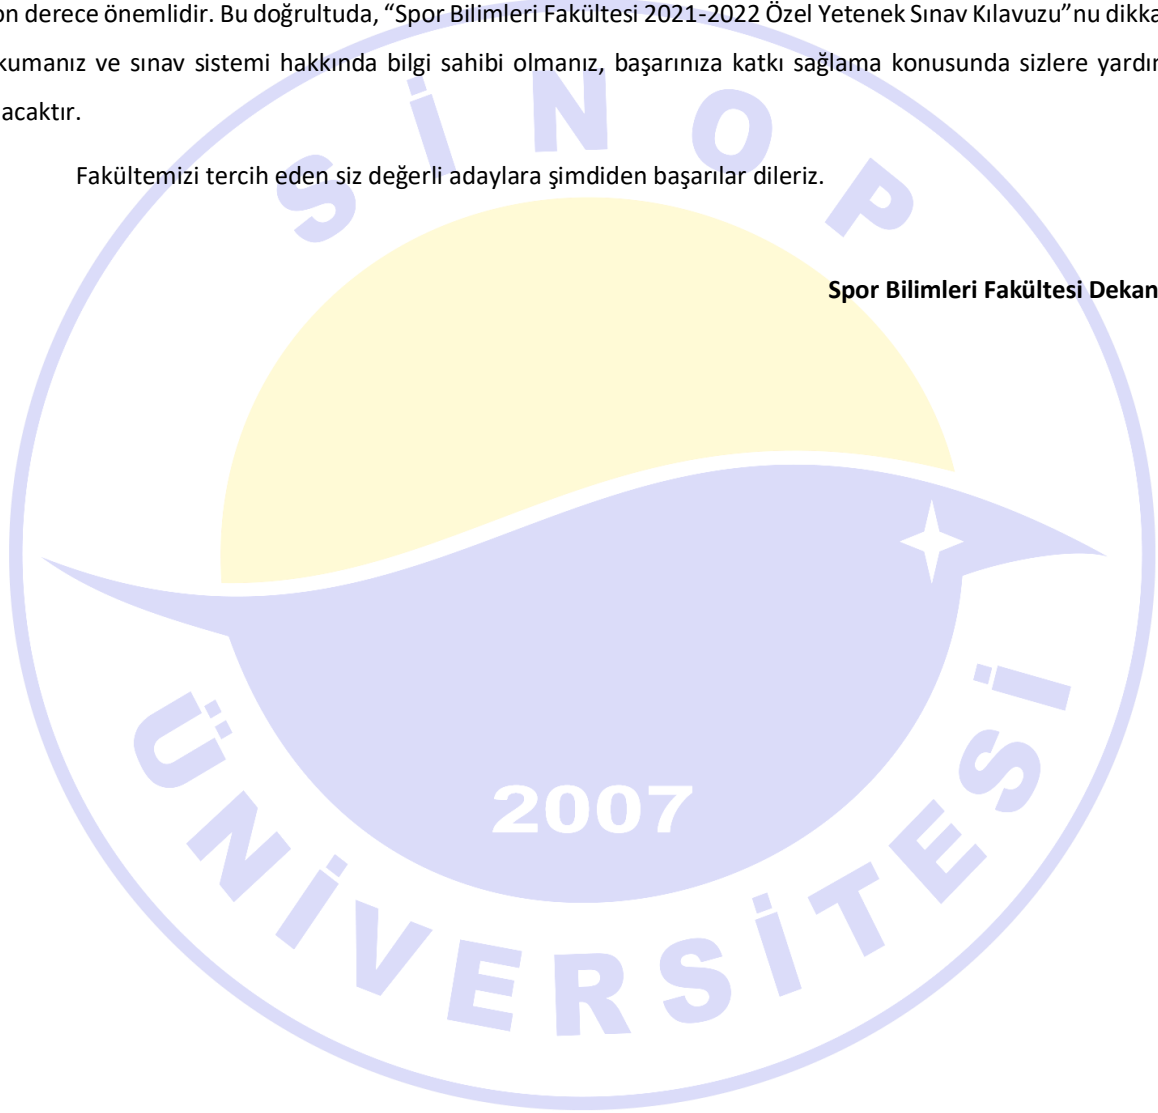 on derece önemlidir. Bu doğrultuda, “Spor Bilimleri Fakültesi 2021-2022 Özel Yetenek Sınav Kılavuzu”nu dikka
kumanız ve sınav sistemi hakkında bilgi sahibi olmanız, başarınıza katkı sağlama konusunda sizlere yardın
acaktır.
Fakültemizi tercih eden siz değerli adaylara şimdiden başarılar dileriz.
Spor Bilimleri Fakültesi Dekan
SİNOP
2007
ÜNİVERSİTESİ